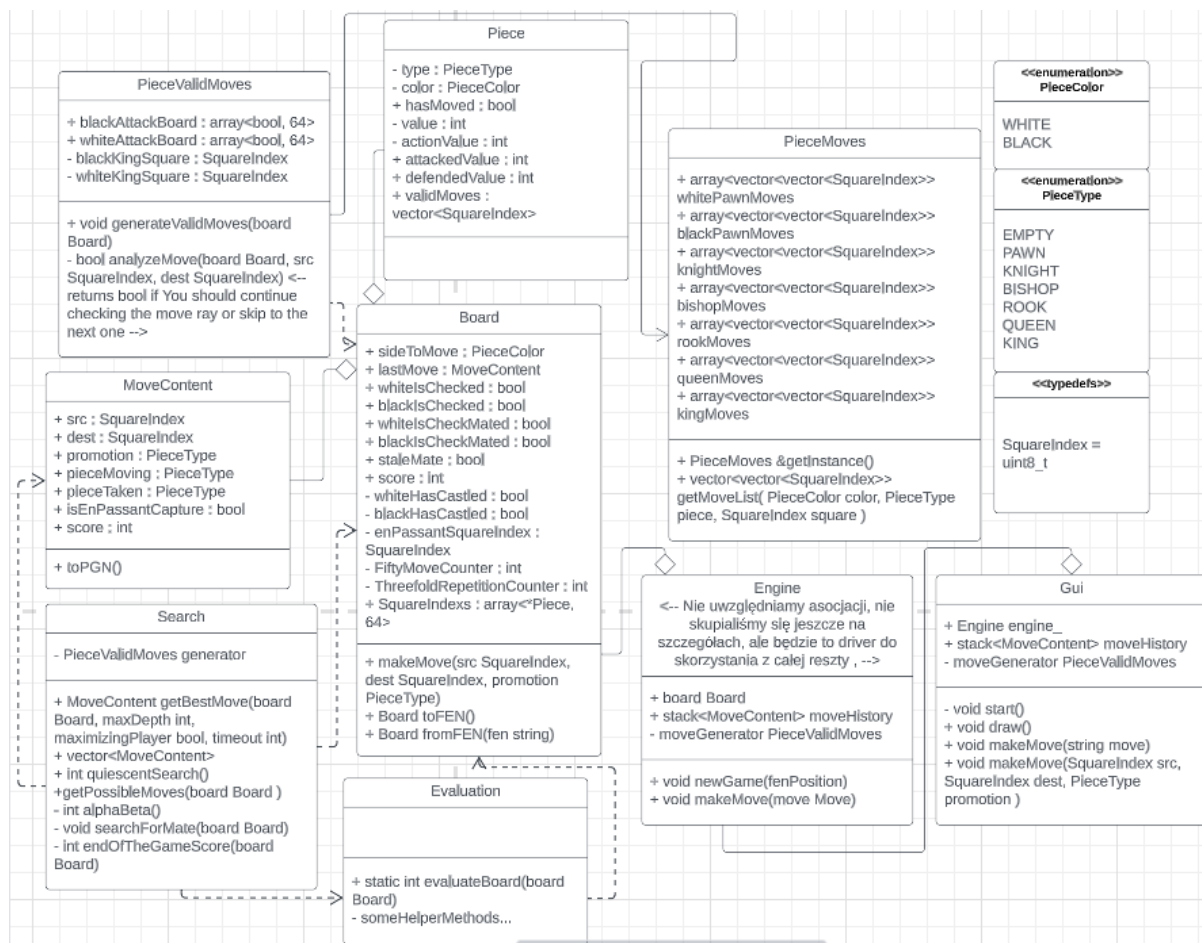 PieceValidMoves
+ blackAttackBoard : array<bool, 64>
+ whiteAttackBoard : array<bool, 64>
- blackKingSquare : SquareIndex
- whiteKingSquare : SquareIndex
+ void generateValidMoves(board
Board)
- bool analyzeMove(board Board, src
SquareIndex, dest SquareIndex) <--
returns bool if You should continue
checking the move ray or skip to the
next one -->
Piece
- type : PieceType
- color : PieceColor
+ hasMoved : bool
- value : int
- actionValue : int
+ attackedValue : int
+ defendedValue : int
+ validMoves :
vector<SquareIndex>
PieceMoves
+ array<vector<vector<SquareIndex>>
whitePawnMoves
+ array<vector<vector<SquareIndex>>
blackPawnMoves
+ array<vector<vector<SquareIndex>>
knightMoves
+ array<vector<vector<SquareIndex>>
bishopMoves
+ array<vector<vector<SquareIndex>>
rookMoves
+ array<vector<vector<SquareIndex>>
queenMoves
+ array<vector<vector<SquareIndex>>
kingMoves
+ PieceMoves &getInstance()
+ vector<vector<SquareIndex>>
getMoveList( PieceColor color, PieceType
piece, SquareIndex square )
<<enumeration>>
PieceColor
WHITE
BLACK
<<enumeration>>
PieceType
EMPTY
PAWN
KNIGHT
BISHOP
ROOK
QUEEN
KING
<<typedefs>>
SquareIndex =
uint8_t
MoveContent
+ src : SquareIndex
+ dest : SquareIndex
+ promotion : PieceType
+ pieceMoving : PieceType
+ pieceTaken : PieceType
+ isEnPassantCapture : bool
+ score : int
+ toPGN()
Board
+ sideToMove : PieceColor
+ lastMove : MoveContent
+ whiteIsChecked : bool
+ blackIsChecked : bool
+ whiteIsCheckMated : bool
+ blackIsCheckMated : bool
+ staleMate : bool
+ score : int
- whiteHasCastled : bool
- blackHasCastled : bool
- enPassantSquareIndex :
SquareIndex
- FiftyMoveCounter : int
- ThreefoldRepetitionCounter : int
+ SquareIndexs : array<*Piece,
64>
+ makeMove(src SquareIndex,
dest SquareIndex, promotion
PieceType)
+ Board toFEN()
+ Board fromFEN(fen string)
Search
- PieceValidMoves generator
+ MoveContent getBestMove(board
Board, maxDepth int,
maximizingPlayer bool, timeout int)
+ vector<MoveContent>
+ int quiescentSearch()
+getPossibleMoves(board Board )
- int alphaBeta()
- void searchForMate(board Board)
- int endOfTheGameScore(board
Board)
Evaluation
+ static int evaluateBoard(board
Board)
- someHelperMethods...
Engine
<-- Nie uwzględniamy asocjacji, nie
skupialiśmy się jeszcze na
szczegółach, ale będzie to driver do
skorzystania z całej reszty , -->
+ board Board
+ stack<MoveContent> moveHistory
- moveGenerator PieceValidMoves
+ void newGame(fenPosition)
+ void makeMove(move Move)
Gui
+ Engine engine_
+ stack<MoveContent> moveHistory
- moveGenerator PieceValidMoves
- void start()
+ void draw()
+ void makeMove(string move)
+ void makeMove(SquareIndex src,
SquareIndex dest, PieceType
promotion )